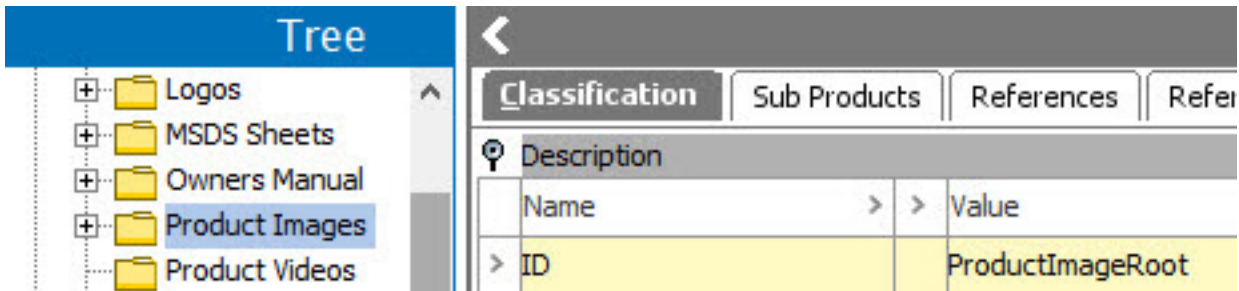 Tree
Logos
MSDS Sheets
Owners Manual
Product Images
Product Videos
Classification Sub Products References Refer
Description
Name > > Value
> ID ProductImageRoot